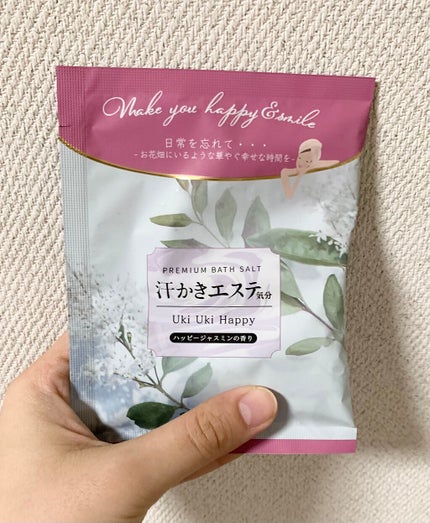 Make you happy & smile
日常を忘れて・・・
-お花畑にいるような華やぐ幸せな時間を-
PREMIUM BATH SALT
汗かきエステ気分
Uki Uki Happy
ハッピージャスミンの香り